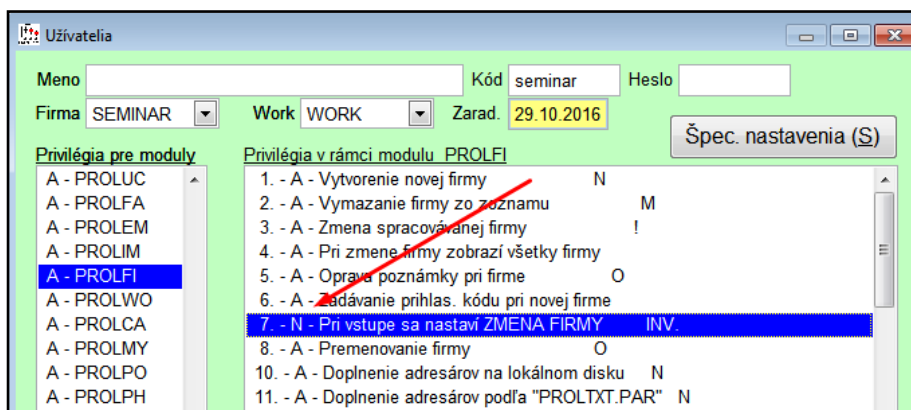 Užívatelia
Meno Kód seminar Heslo
Firma SEMINAR Work WORK Zarad. 29.10.2016
Špec. nastavenia (S)
Privilégia pre moduly
A - PROLUC
A - PROLFA
A - PROLEM
A - PROLIM
A - PROLFI
A - PROLWO
A - PROLCA
A - PROLMY
A - PROLPO
A - PROLPH
Privilégia v rámci modulu PROLFI
1. - A - Vytvorenie novej firmy N
2. - A - Vymazanie firmy zo zoznamu M
3. - A - Zmena spracovávanej firmy !
4. - A - Pri zmene firmy zobrazí všetky firmy
5. - A - Oprava poznámky pri firme O
6. - A - Zadávanie prihlas. kódu pri novej firme
7. - N - Pri vstupe sa nastaví ZMENA FIRMY INV.
8. - A - Premenovanie firmy O
10. - A - Doplnenie adresárov na lokálnom disku N
11. - A - Doplnenie adresárov podľa "PROLTXT.PAR" N